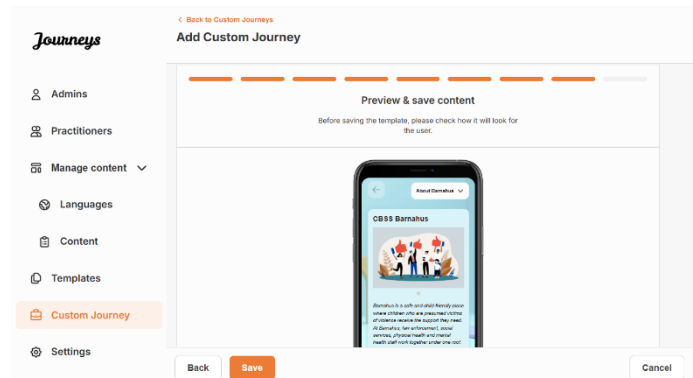 < Back to Custom Journeys
Journeys
Add Custom Journey
Admins
Practitioners
Manage content
Languages
Content
Templates
Custom Journey
Settings
Preview & save content
Before saving the template, please check how it will look for
the user.
About Barnahus
CBSS Barnahus
Barnahus is a safe and child friendly place
where children who are presumed victims
of violence receive the support they need.
At Barnahus, law enforcement, social
services, physical health and mental
health staff work together under one roof.
Back
Save
Cancel